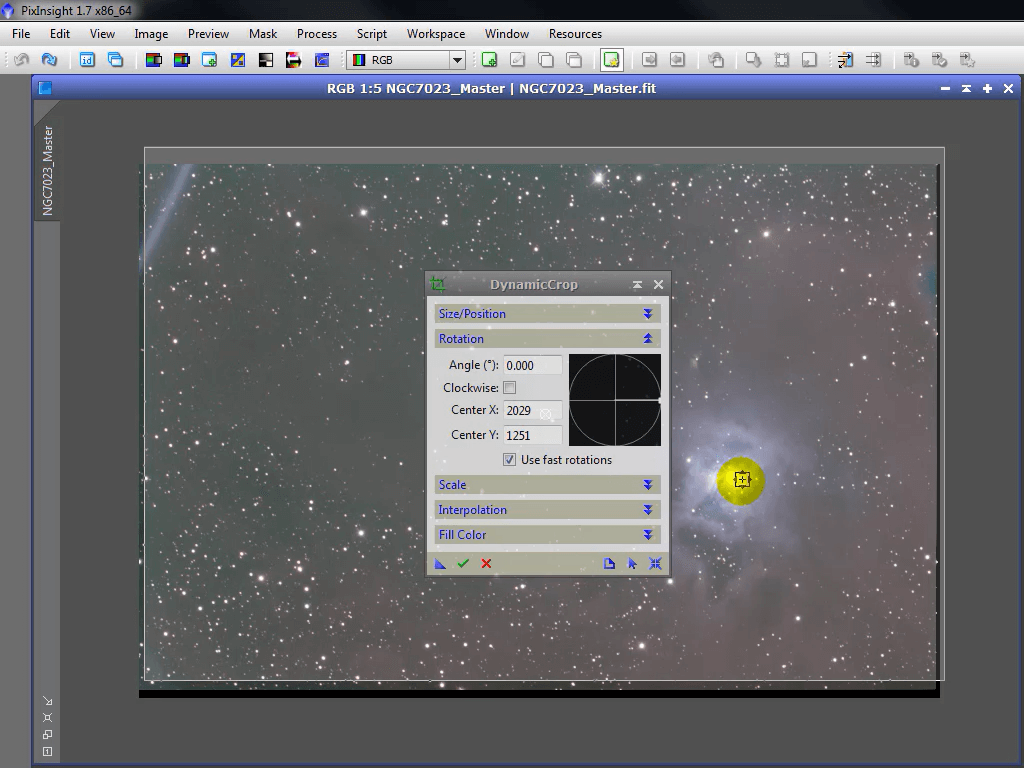 PixInsight 1.7 x86_64
File Edit View Image Preview Mask Process Script Workspace Window Resources
id RGB
RGB 1:5 NGC7023_Master | NGC7023_Master.fit
NGC7023_Master
DynamicCrop
Size/Position
Rotation
Angle (°): 0.000
Clockwise:
Center X: 2029
Center Y: 1251
Use fast rotations
Scale
Interpolation
Fill Color